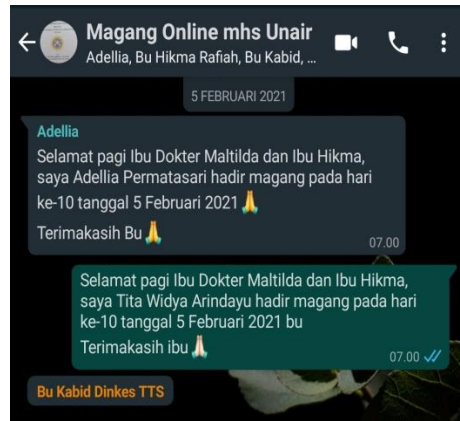 Magang Online mhs Unair
Adellia, Bu Hikma Rafiah, Bu Kabid, ...
5 FEBRUARI 2021
Adellia
Selamat pagi Ibu Dokter Maltilda dan Ibu Hikma,
saya Adellia Permatasari hadir magang pada hari
ke-10 tanggal 5 Februari 2021🙏
Terimakasih Bu🙏
07.00
Selamat pagi Ibu Dokter Maltilda dan Ibu Hikma,
saya Tita Widya Arindayu hadir magang pada hari
ke-10 tanggal 5 Februari 2021 bu
Terimakasih ibu🙏🏻
07.00
Bu Kabid Dinkes TTS